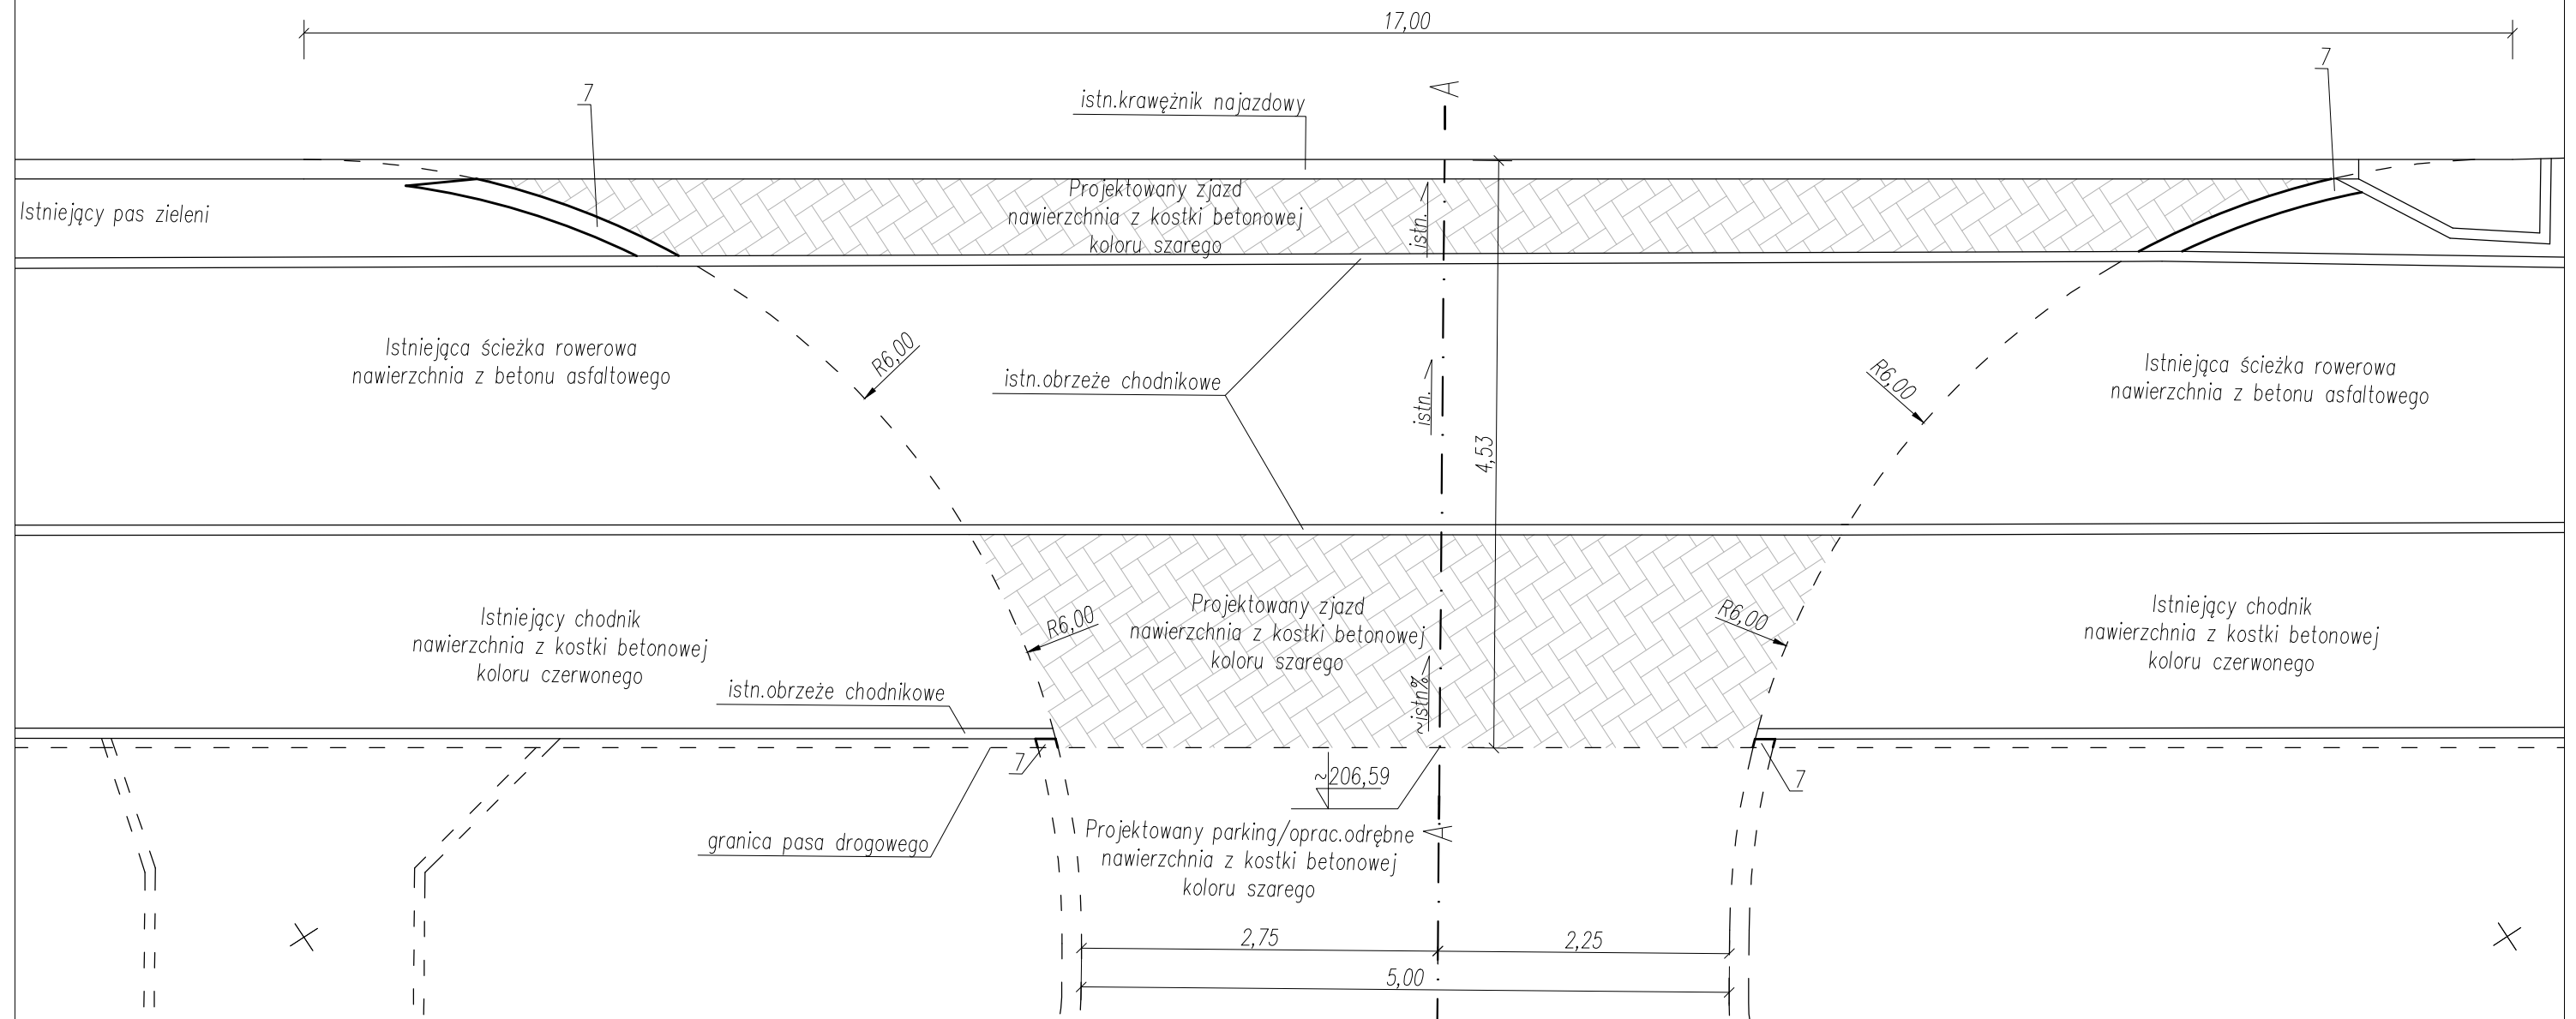 17,00
7
7
istn.krawężnik najazdowy
A
Projektowany zjazd
nawierzchnia z kostki betonowej
koloru szarego
istn.
Istniejący pas zieleni
Istniejąca ścieżka rowerowa
nawierzchnia z betonu asfaltowego
R6,00
istn.obrzeże chodnikowe
istn.
4,53
R6,00
Istniejąca ścieżka rowerowa
nawierzchnia z betonu asfaltowego
Istniejący chodnik
nawierzchnia z kostki betonowej
koloru czerwonego
R6,00
Projektowany zjazd
nawierzchnia z kostki betonowej
koloru szarego
~istn%
R6,00
Istniejący chodnik
nawierzchnia z kostki betonowej
koloru czerwonego
istn.obrzeże chodnikowe
7
~206,59
7
granica pasa drogowego
Projektowany parking/oprac.odrębne
nawierzchnia z kostki betonowej
koloru szarego
A
2,75
2,25
5,00